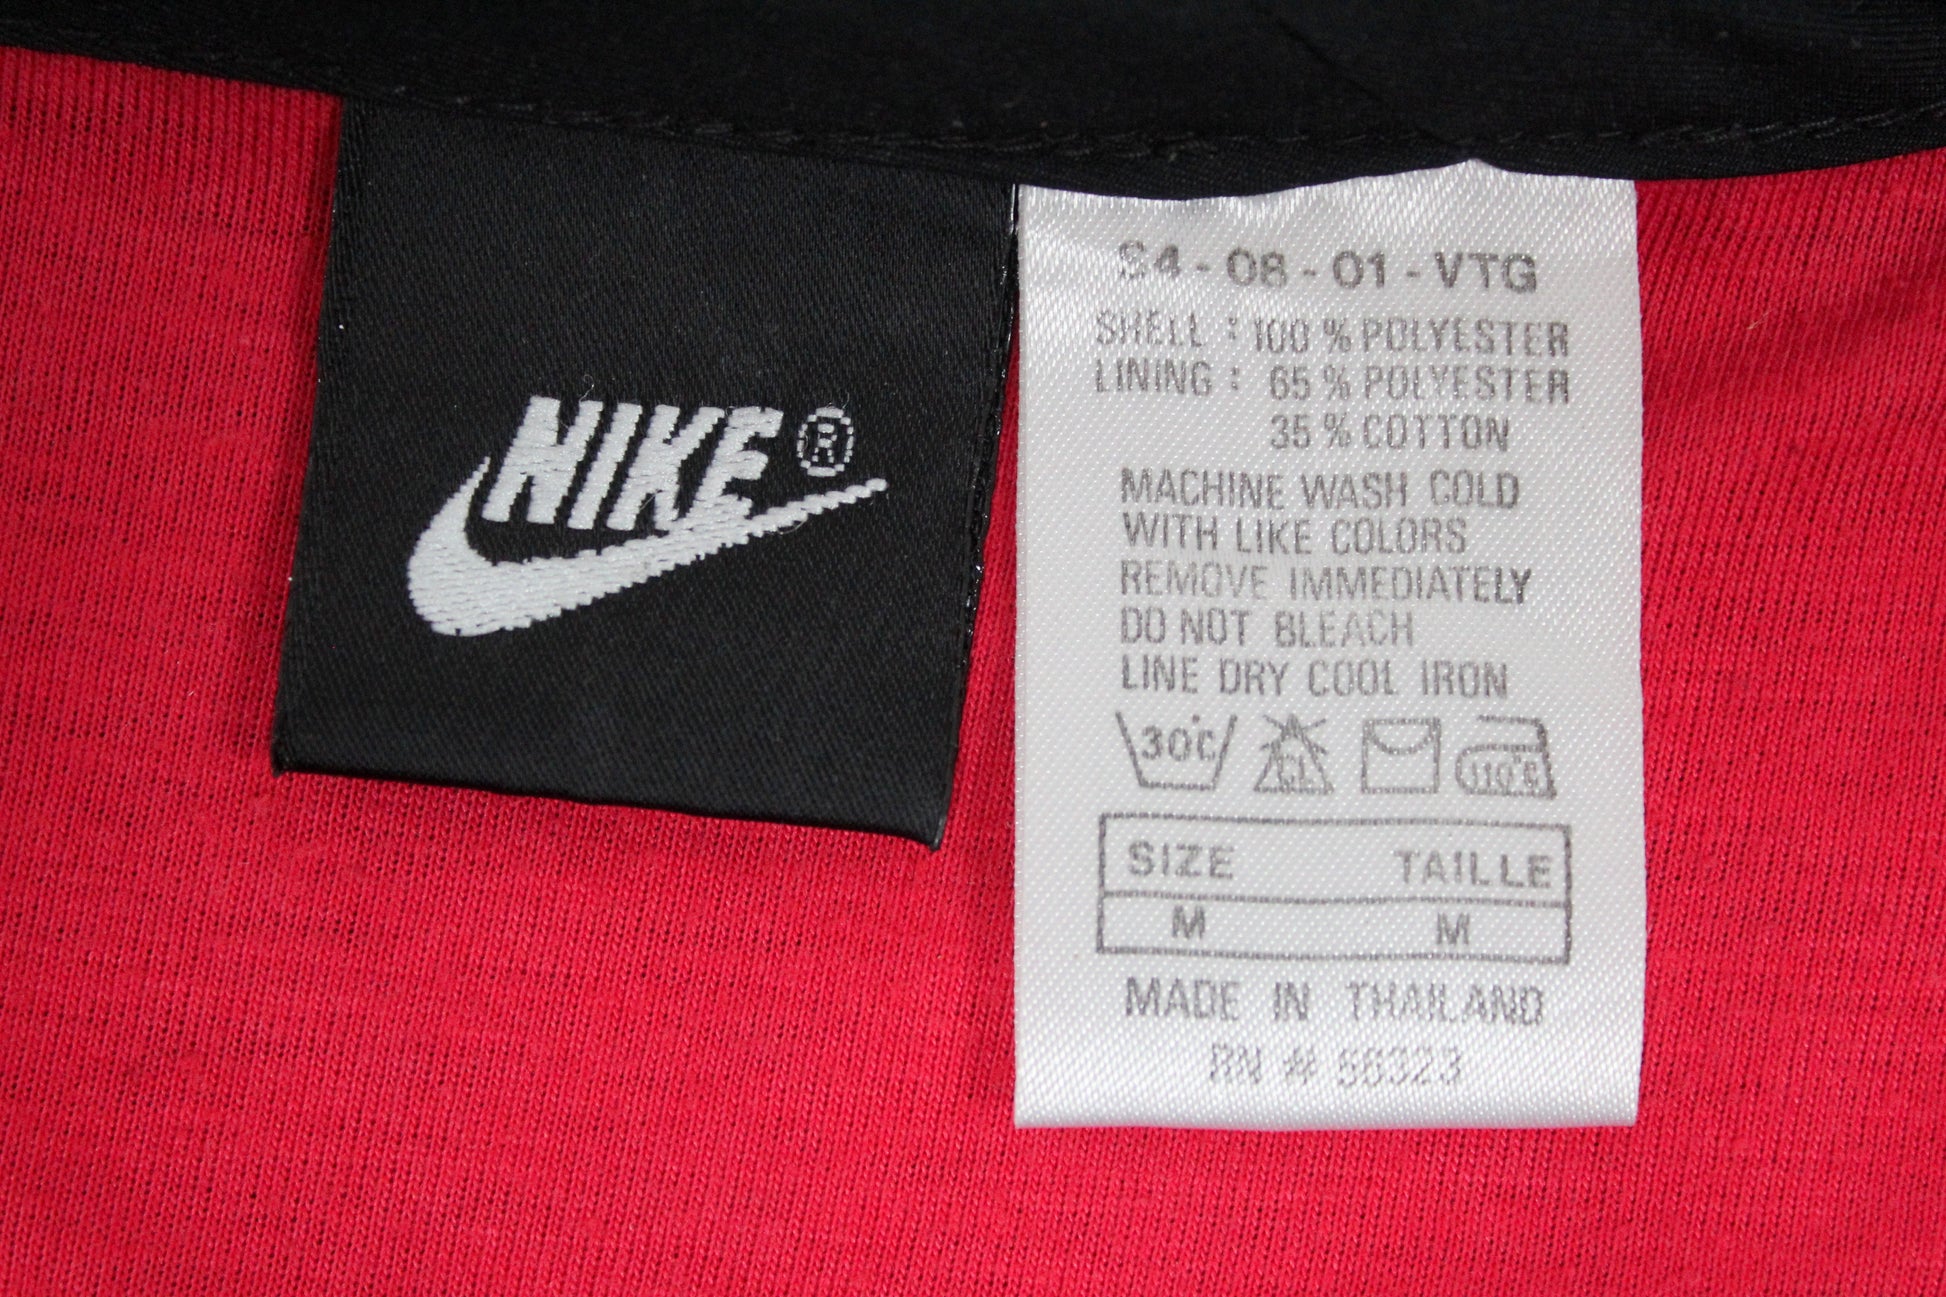 NIKE®
S4-08-01-VTG
SHELL : 100 % POLYESTER
LINING : 65 % POLYESTER
35 % COTTON
MACHINE WASH COLD
WITH LIKE COLORS
REMOVE IMMEDIATELY
DO NOT BLEACH
LINE DRY COOL IRON
30°C CL 110°C
SIZE TAILLE
M M
MADE IN THAILAND
RN # 56323